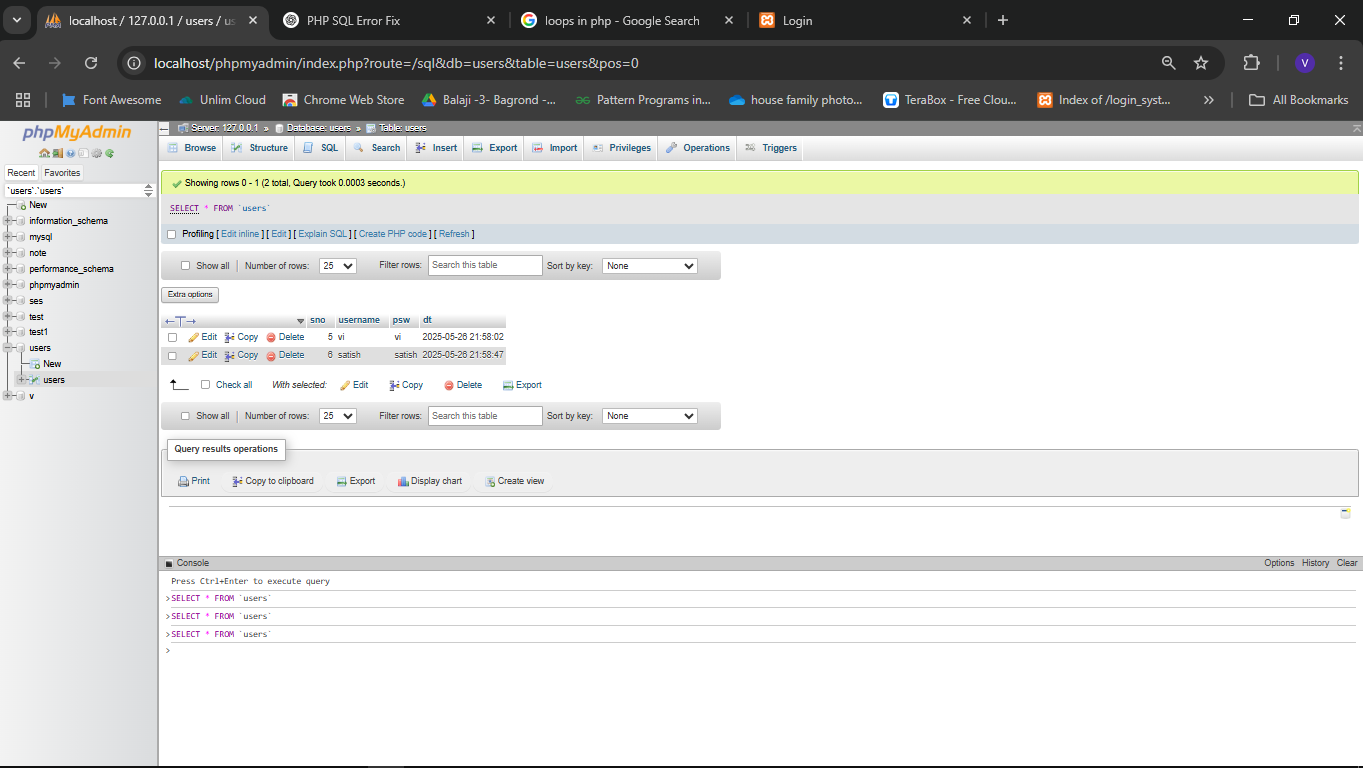 localhost / 127.0.0.1 / users / us
PHP SQL Error Fix
loops in php - Google Search
Login
localhost/phpmyadmin/index.php?route=/sql&db=users&table=users&pos=0
V
Font Awesome
Unlim Cloud
Chrome Web Store
Balaji -3- Bagrond -...
Pattern Programs in...
house family photo...
TeraBox - Free Clou...
Index of /login_syst...
All Bookmarks
phpMyAdmin
Recent Favorites
`users`.`users`
New
information_schema
mysql
note
performance_schema
phpmyadmin
ses
test
test1
users
New
users
v
Server: 127.0.0.1 » Database: users » Table: users
Browse Structure SQL Search Insert Export Import Privileges Operations Triggers
Showing rows 0 - 1 (2 total, Query took 0.0003 seconds.)
SELECT * FROM `users`
Profiling [ Edit inline ] [ Edit ] [ Explain SQL ] [ Create PHP code ] [ Refresh ]
Show all Number of rows: 25 Filter rows: Search this table Sort by key: None
Extra options
←T→ sno username psw dt
Edit Copy Delete 5 vi vi 2025-05-26 21:58:02
Edit Copy Delete 6 satish satish 2025-05-26 21:58:47
Check all With selected: Edit Copy Delete Export
Show all Number of rows: 25 Filter rows: Search this table Sort by key: None
Query results operations
Print Copy to clipboard Export Display chart Create view
Console Options History Clear
Press Ctrl+Enter to execute query
>SELECT * FROM `users`
>SELECT * FROM `users`
>SELECT * FROM `users`
>